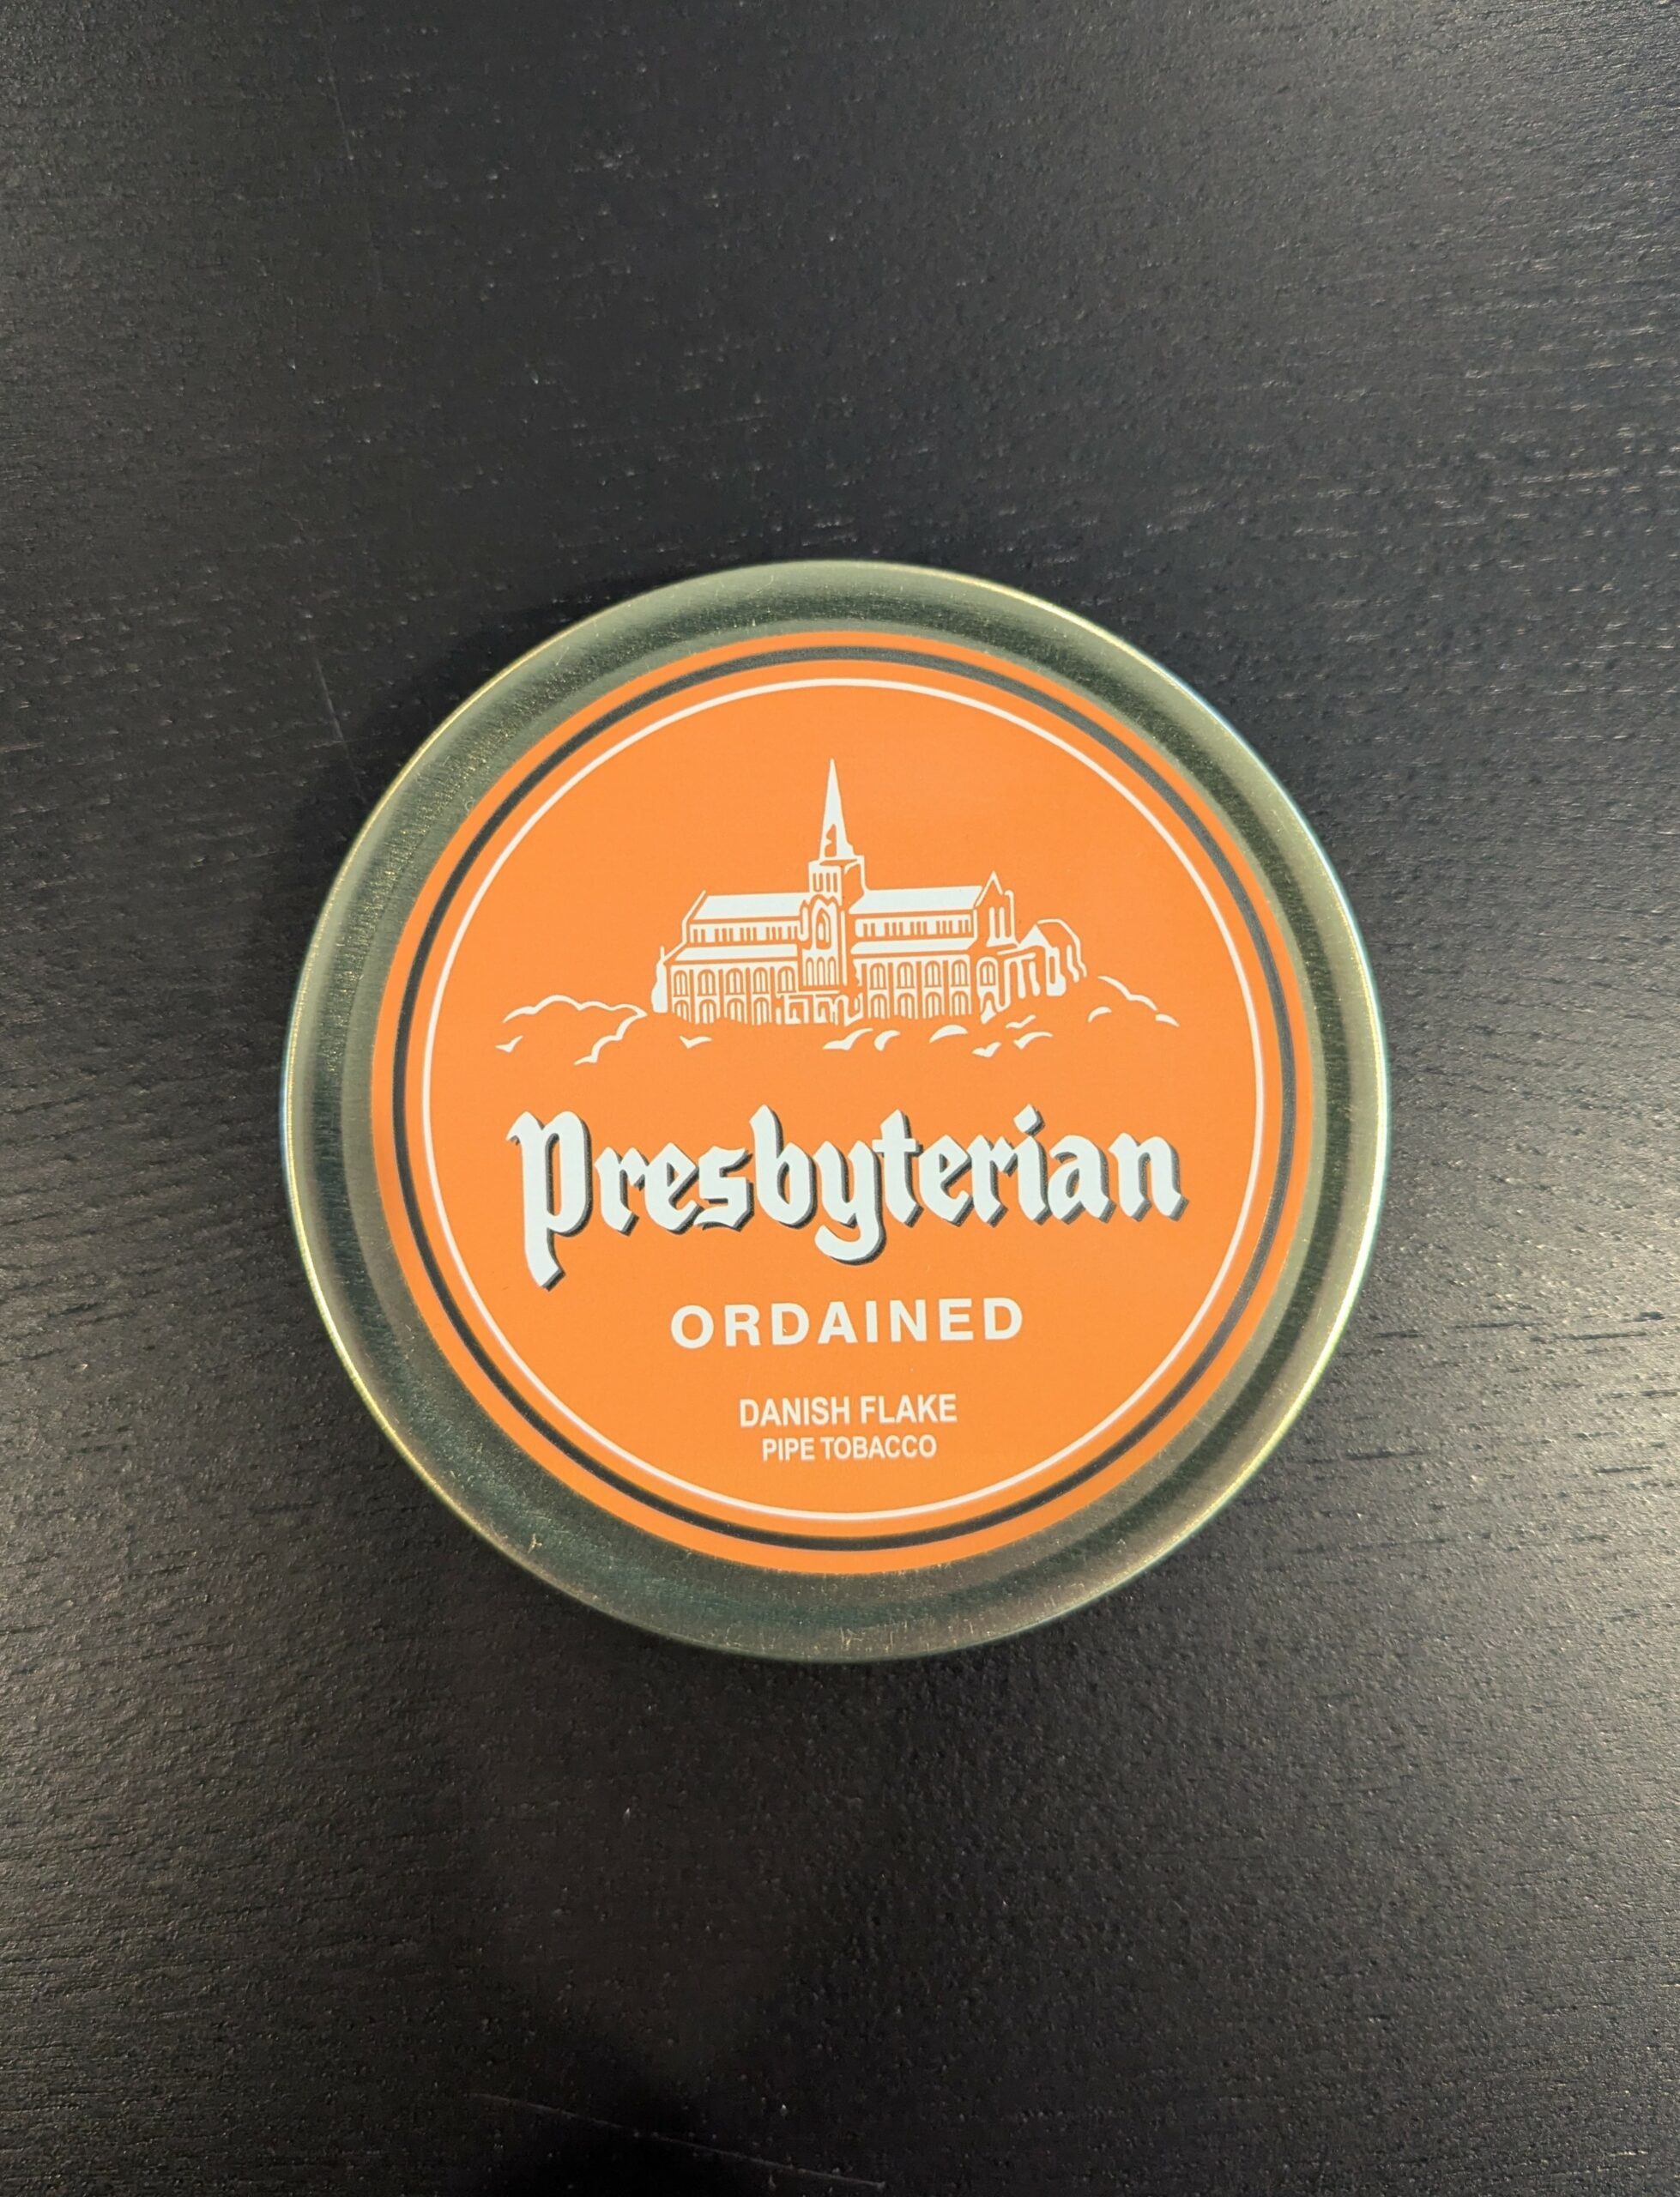 Presbyterian
ORDAINED
DANISH FLAKE
PIPE TOBACCO